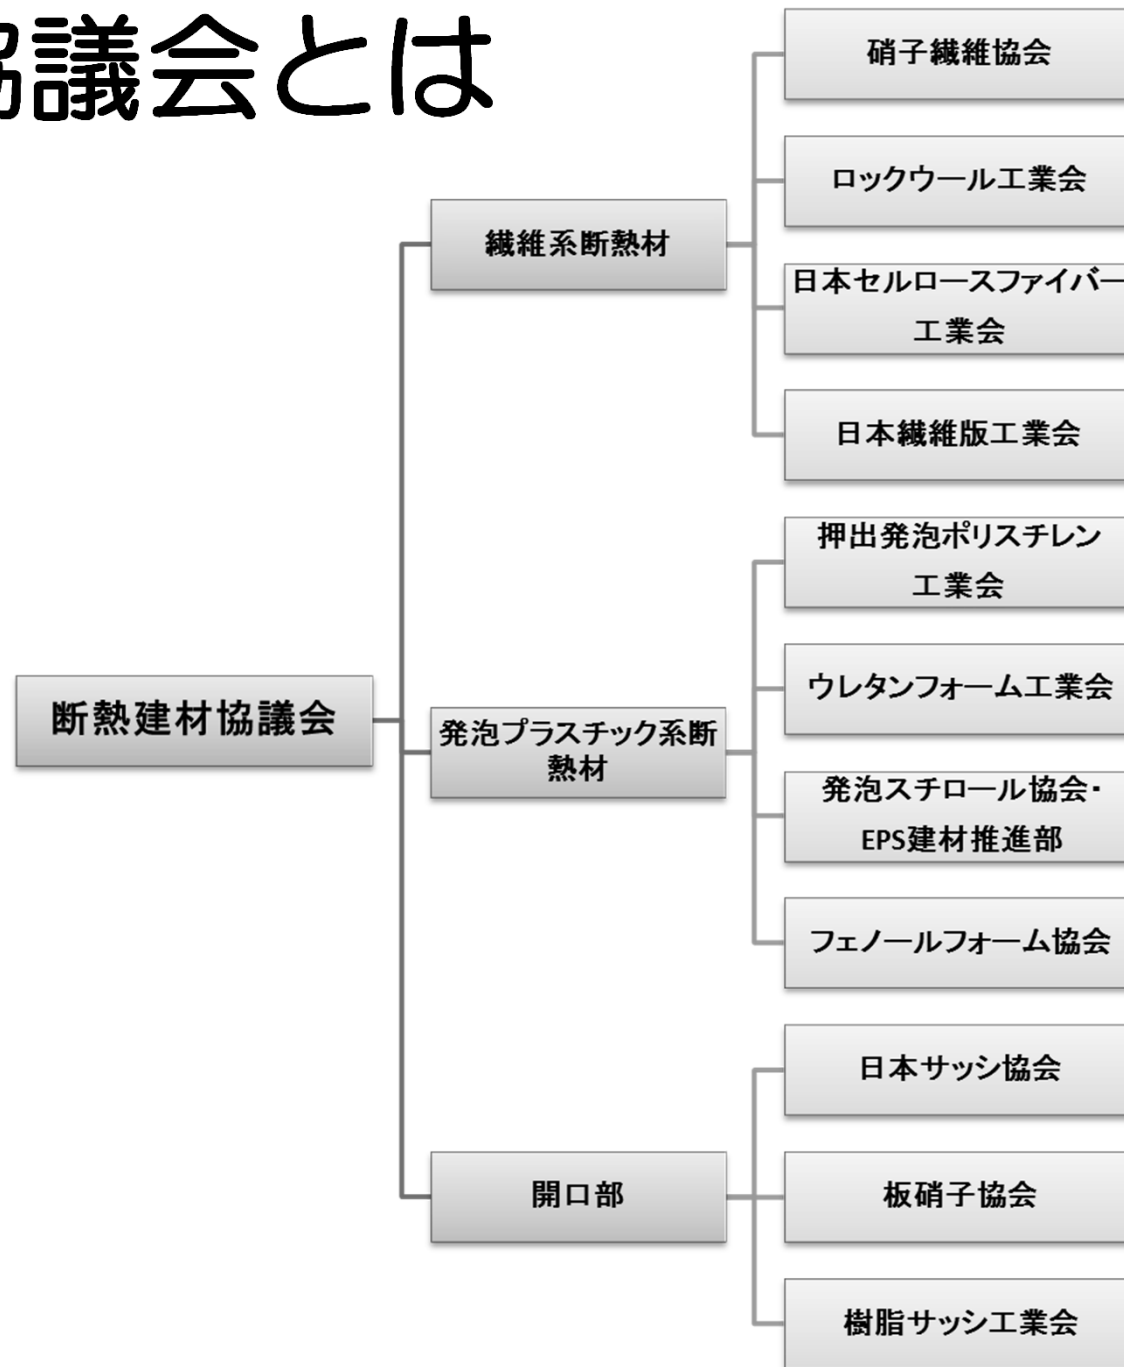 協議会とは
断熱建材協議会
繊維系断熱材
硝子繊維協会
ロックウール工業会
日本セルロースファイバー
工業会
日本繊維版工業会
発泡プラスチック系断
熱材
押出発泡ポリスチレン
工業会
ウレタンフォーム工業会
発泡スチロール協会・
EPS建材推進部
フェノールフォーム協会
開口部
日本サッシ協会
板硝子協会
樹脂サッシ工業会